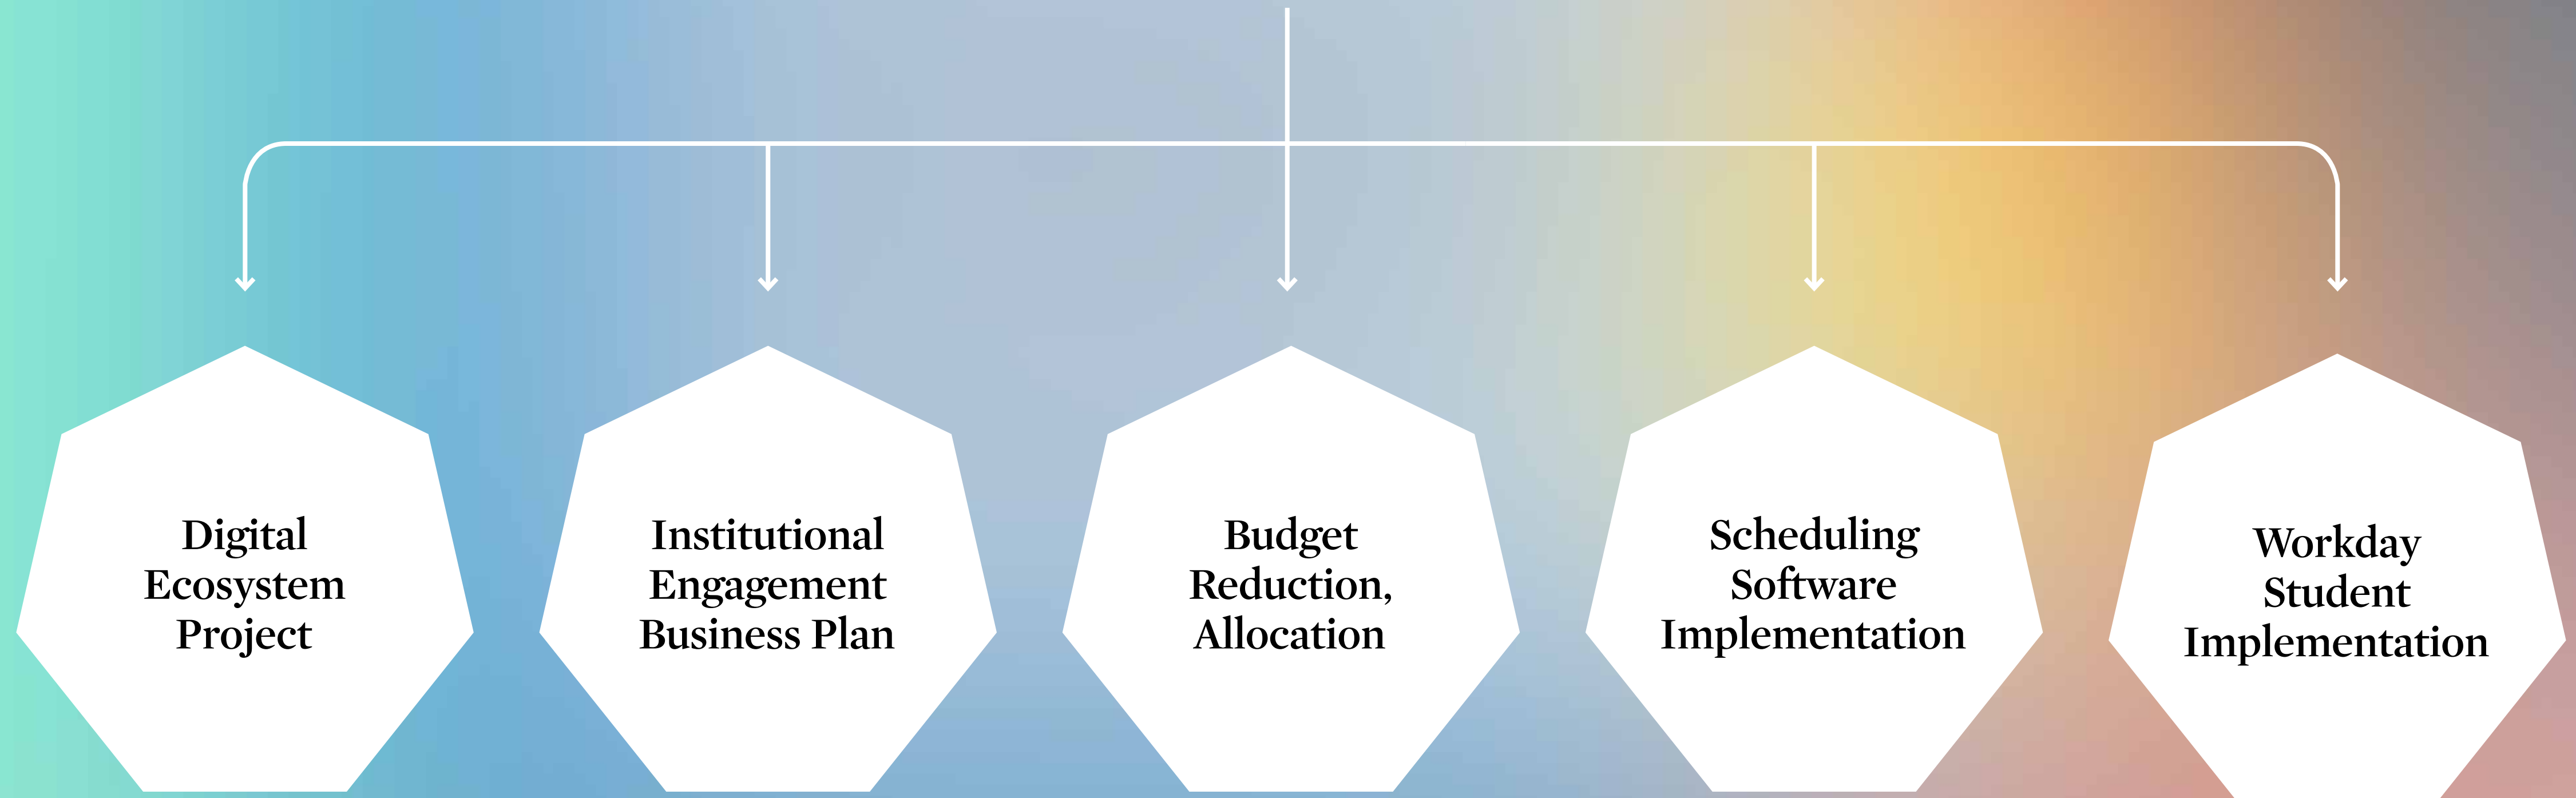 Digital
Ecosystem
Project
Institutional
Engagement
Business Plan
Budget
Reduction,
Allocation
Scheduling
Software
Implementation
Workday
Student
Implementation